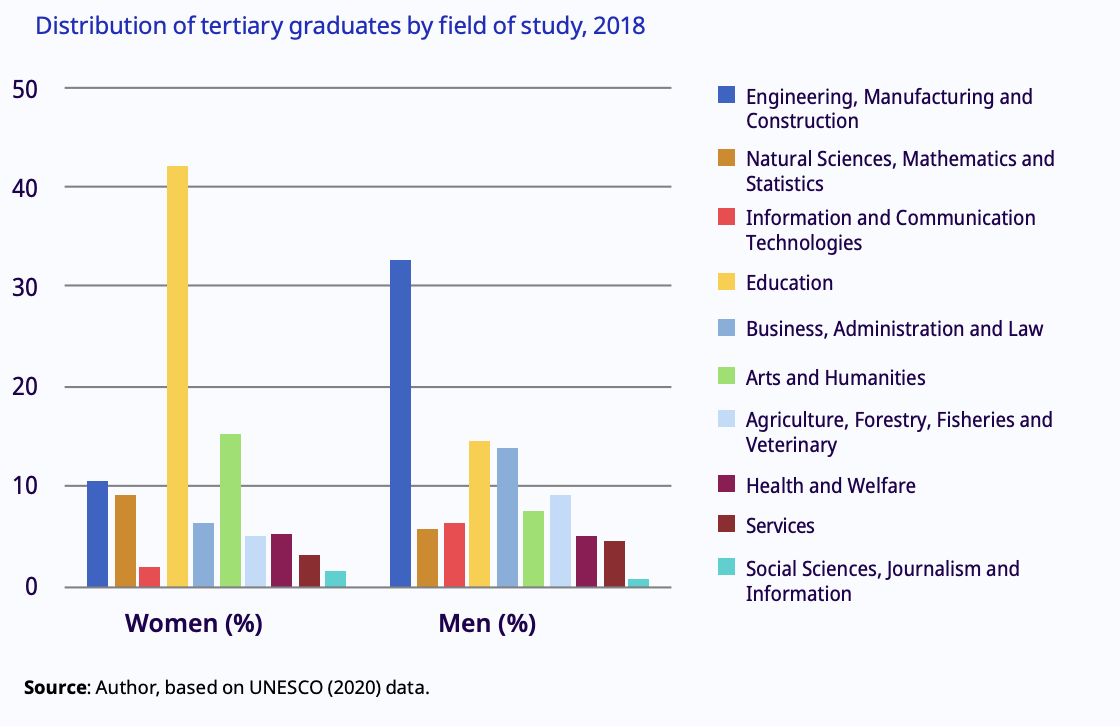 Distribution of tertiary graduates by field of study, 2018
50
40
30
20
10
0
Women (%)
Men (%)
Engineering, Manufacturing and
Construction
Natural Sciences, Mathematics and
Statistics
Information and Communication
Technologies
Education
Business, Administration and Law
Arts and Humanities
Agriculture, Forestry, Fisheries and
Veterinary
Health and Welfare
Services
Social Sciences, Journalism and
Information
Source: Author, based on UNESCO (2020) data.